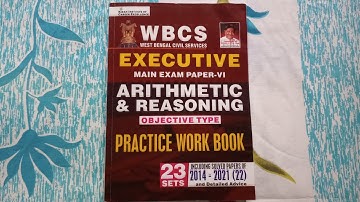 WBCS
WEST BENGAL CIVIL SERVICES
EXECUTIVE
MAIN EXAM PAPER-VI
ARITHMETIC
& REASONING
OBJECTIVE TYPE
PRACTICE WORK BOOK
23
SETS
INCLUDING SOLVED PAPERS OF
2014 - 2021 (22)
and Detailed Advice